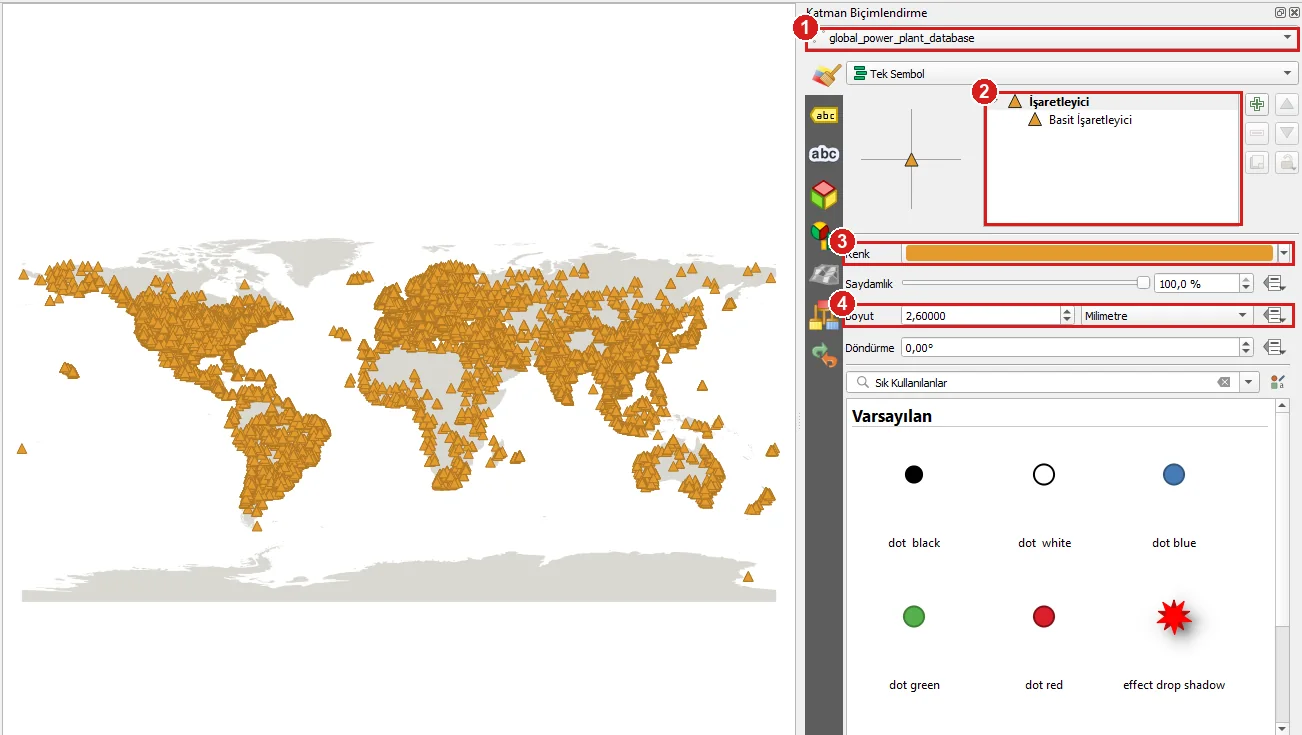 Katman Biçimlendirme
1
global_power_plant_database
Tek Sembol
2
İşaretleyici
abc
Basit İşaretleyici
abc
3
Renk
Saydamlık
100,0 %
4
Boyut
2,60000
Milimetre
Döndürme
0,00°
Sık Kullanılanlar
Varsayılan
dot  black
dot  white
dot blue
dot green
dot red
effect drop shadow